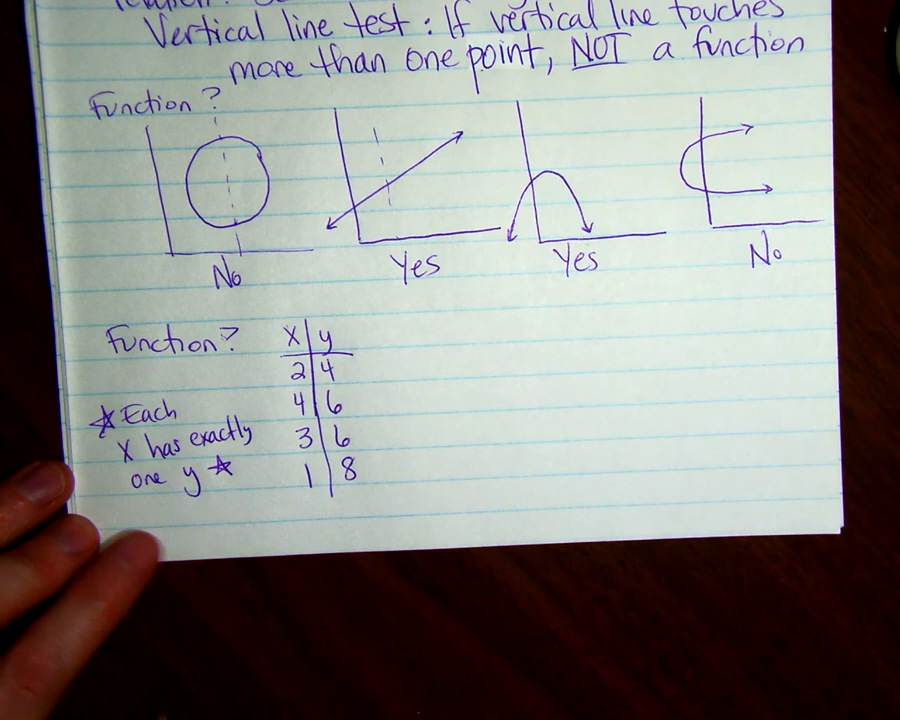 Vertical line test : If vertical line touches
more than one point, NOT a function
Function ?
No Yes Yes No
Function? x y
2 4
★ Each 4 6
x has exactly 3 6
one y ★ 1 8